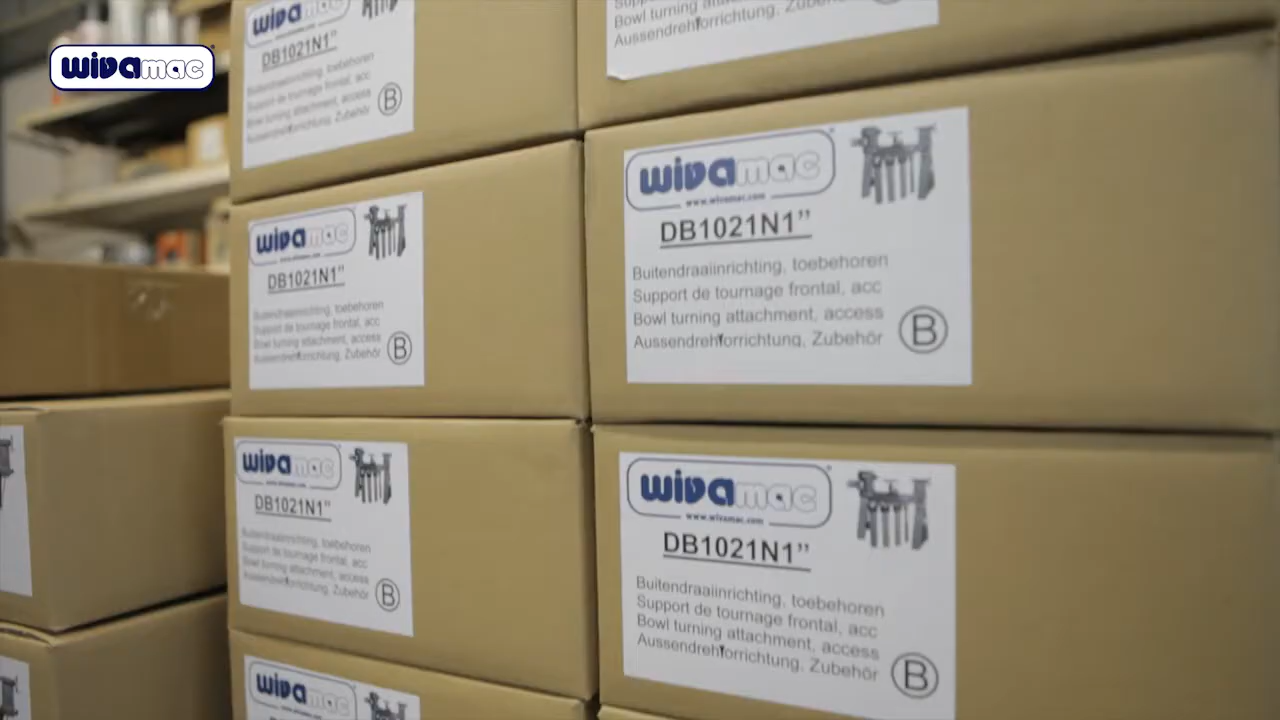 wivamac
wivamac
DB1021N1”
Buitendraaiinrichting, toebehoren
Support de tournage frontal, acc
Bowl turning attachment, access
Aussendrehvorrichtung, Zubehör
B
Bowl turning
Aussendrehvorrichtung, Zubehör
wivamac
www.wivamac.com
DB1021N1”
Buitendraaiinrichting, toebehoren
Support de tournage frontal, acc
Bowl turning attachment, access
Aussendrehvorrichtung, Zubehör
B
wivamac
www.wivamac.com
DB1021N1”
Buitendraaiinrichting, toebehoren
Support de tournage frontal, acc
Bowl turning attachment, access
Aussendrehvorrichtung, Zubehör
B
wivamac
DB1021N1”
Buitendraaiinrichting, toebehoren
Support de tournage frontal, acc
Bowl turning attachment, access
Aussendrehvorrichtung, Zubehör
B
wivamac
www.wivamac.com
DB1021N1”
Buitendraaiinrichting, toebehoren
Support de tournage frontal, acc
Bowl turning attachment, access
Aussendrehvorrichtung, Zubehör
B
wivamac